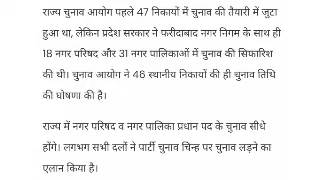 राज्य चुनाव आयोग पहले 47 निकायों में चुनाव की तैयारी में जुटा
हुआ था, लेकिन प्रदेश सरकार ने फरीदाबाद नगर निगम के साथ ही
18 नगर परिषद और 31 नगर पालिकाओं में चुनाव की सिफारिश
की थी। चुनाव आयोग ने 46 स्थानीय निकायों की ही चुनाव तिथि
की घोषणा की है।
राज्य में नगर परिषद व नगर पालिका प्रधान पद के चुनाव सीधे
होंगे। लगभग सभी दलों ने पार्टी चुनाव चिन्ह पर चुनाव लड़ने का
एलान किया है।